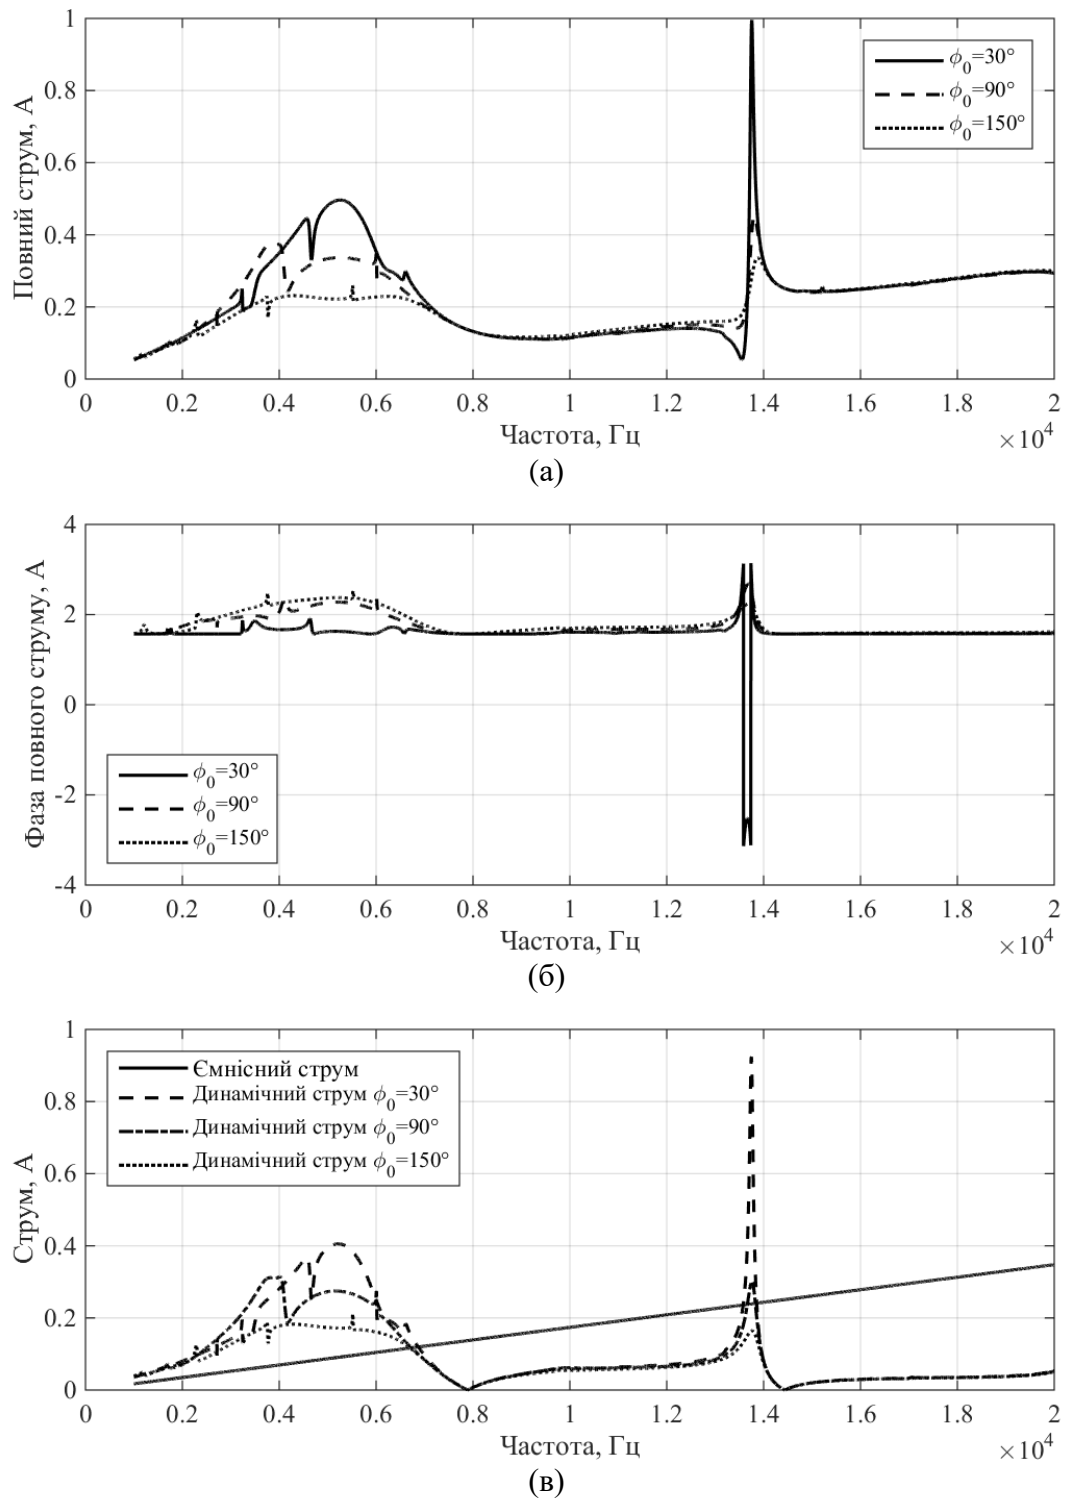 1
0.8
0.6
0.4
0.2
0
Повний струм, А
ϕ0=30°
ϕ0=90°
ϕ0=150°
0 0.2 0.4 0.6 0.8 1 1.2 1.4 1.6 1.8 2
Частота, Гц
×10^4
(а)
4
2
0
-2
-4
Фаза повного струму, А
ϕ0=30°
ϕ0=90°
ϕ0=150°
0 0.2 0.4 0.6 0.8 1 1.2 1.4 1.6 1.8 2
Частота, Гц
×10^4
(б)
1
0.8
0.6
0.4
0.2
0
Струм, А
Ємнісний струм
Динамічний струм ϕ0=30°
Динамічний струм ϕ0=90°
Динамічний струм ϕ0=150°
0 0.2 0.4 0.6 0.8 1 1.2 1.4 1.6 1.8 2
Частота, Гц
×10^4
(в)